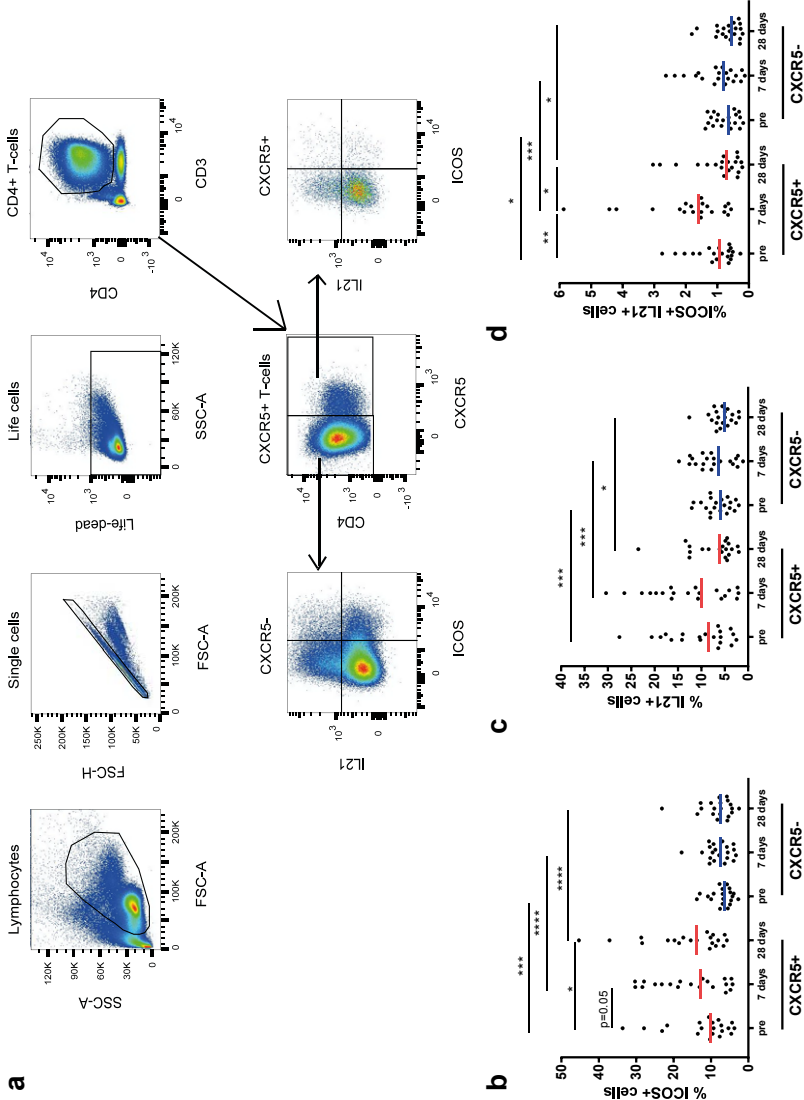 a
Lymphocytes
SSC-A
120K
90K
60K
30K
0
0
100K
200K
FSC-A
Single cells
FSC-H
250K
200K
150K
100K
50K
0
0
100K
200K
FSC-A
Life cells
Life-dead
10^4
10^3
0
0
60K
120K
SSC-A
CD4+ T-cells
CD4
10^4
10^3
0
-10^3
0
10^4
CD3
CXCR5-
IL21
10^3
0
0
10^4
ICOS
CXCR5+ T-cells
CD4
10^4
10^3
0
0
10^3
CXCR5
CXCR5+
IL21
10^3
0
0
10^4
ICOS
b
% ICOS+ cells
50
40
30
20
10
0
***
****
****
*
p=0.05
pre
7 days
28 days
pre
7 days
28 days
CXCR5+
CXCR5-
c
% IL21+ cells
40
35
30
25
20
15
10
5
0
***
***
*
pre
7 days
28 days
pre
7 days
28 days
CXCR5+
CXCR5-
d
%ICOS+ IL21+ cells
6
5
4
3
2
1
0
*
***
*
**
*
pre
7 days
28 days
pre
7 days
28 days
CXCR5+
CXCR5-